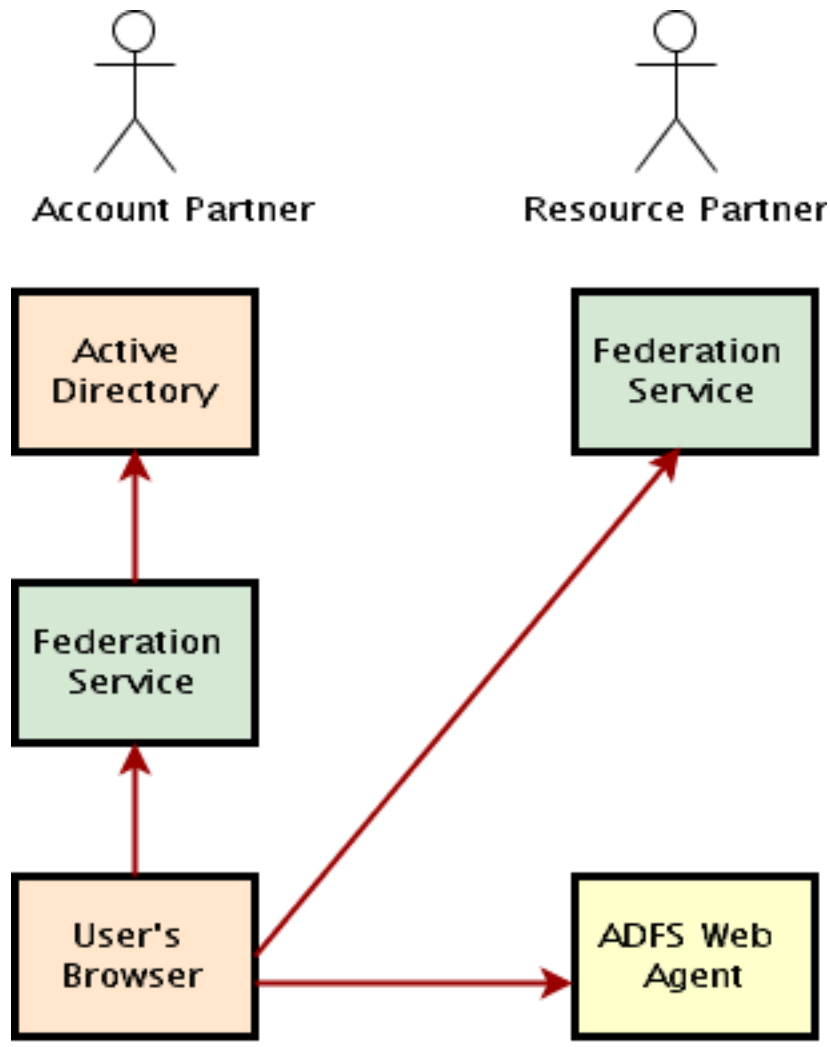 Account Partner
Resource Partner
Active
Directory
Federation
Service
Federation
Service
User's
Browser
ADFS Web
Agent